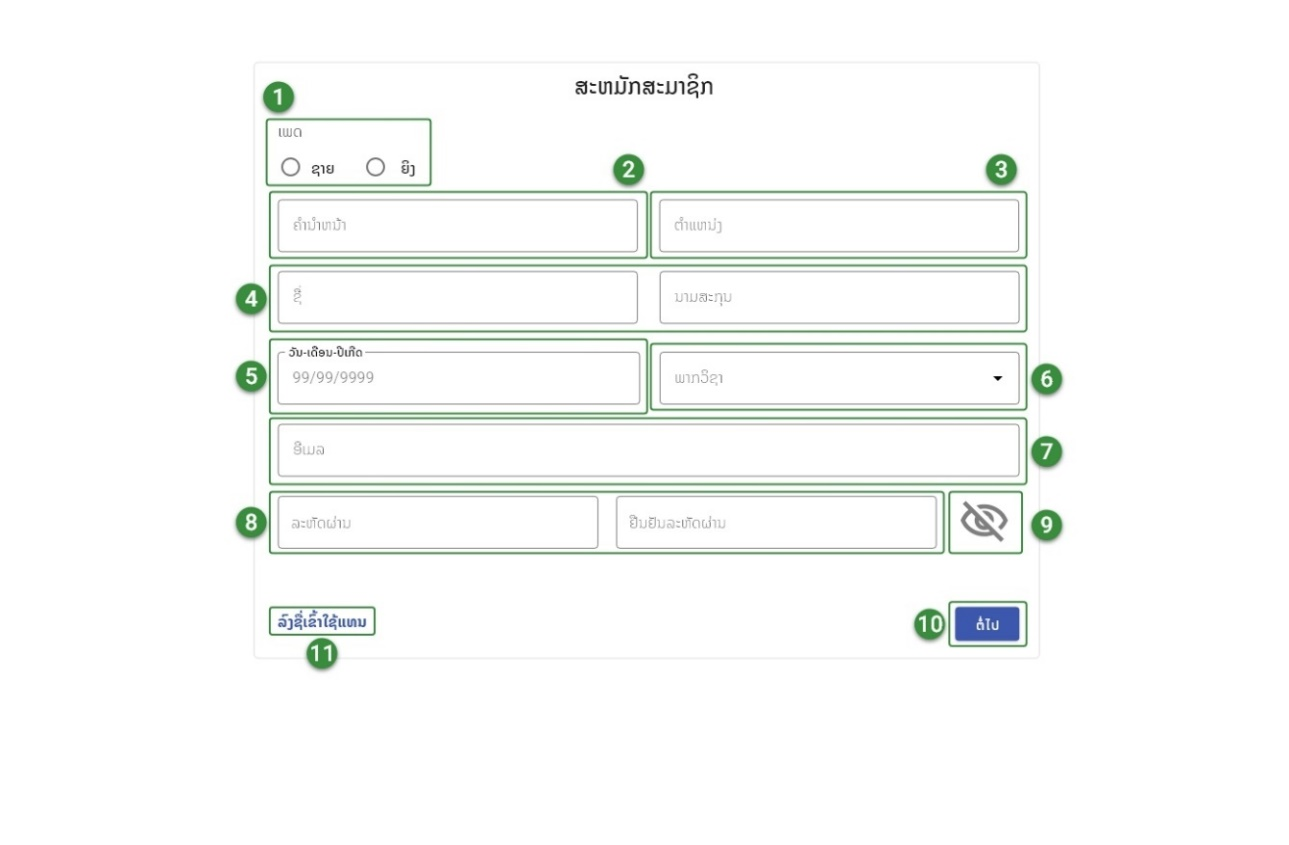 ສະຫມັກສະມາຊິກ
1
ເພດ
ຊາຍ ຍິງ
2 3
ຄຳນຳຫນ້າ ຕຳແຫນ່ງ
4 ຊື່ ນາມສະກຸນ
ວັນ-ເດືອນ-ປີເກີດ
5 99/99/9999 ພາກວິຊາ 6
ອີເມລ 7
8 ລະຫັດຜ່ານ ຢືນຢັນລະຫັດຜ່ານ 9
ລົງຊື່ເຂົ້າໃຊ້ແທນ 10 ຕໍ່ໄປ
11